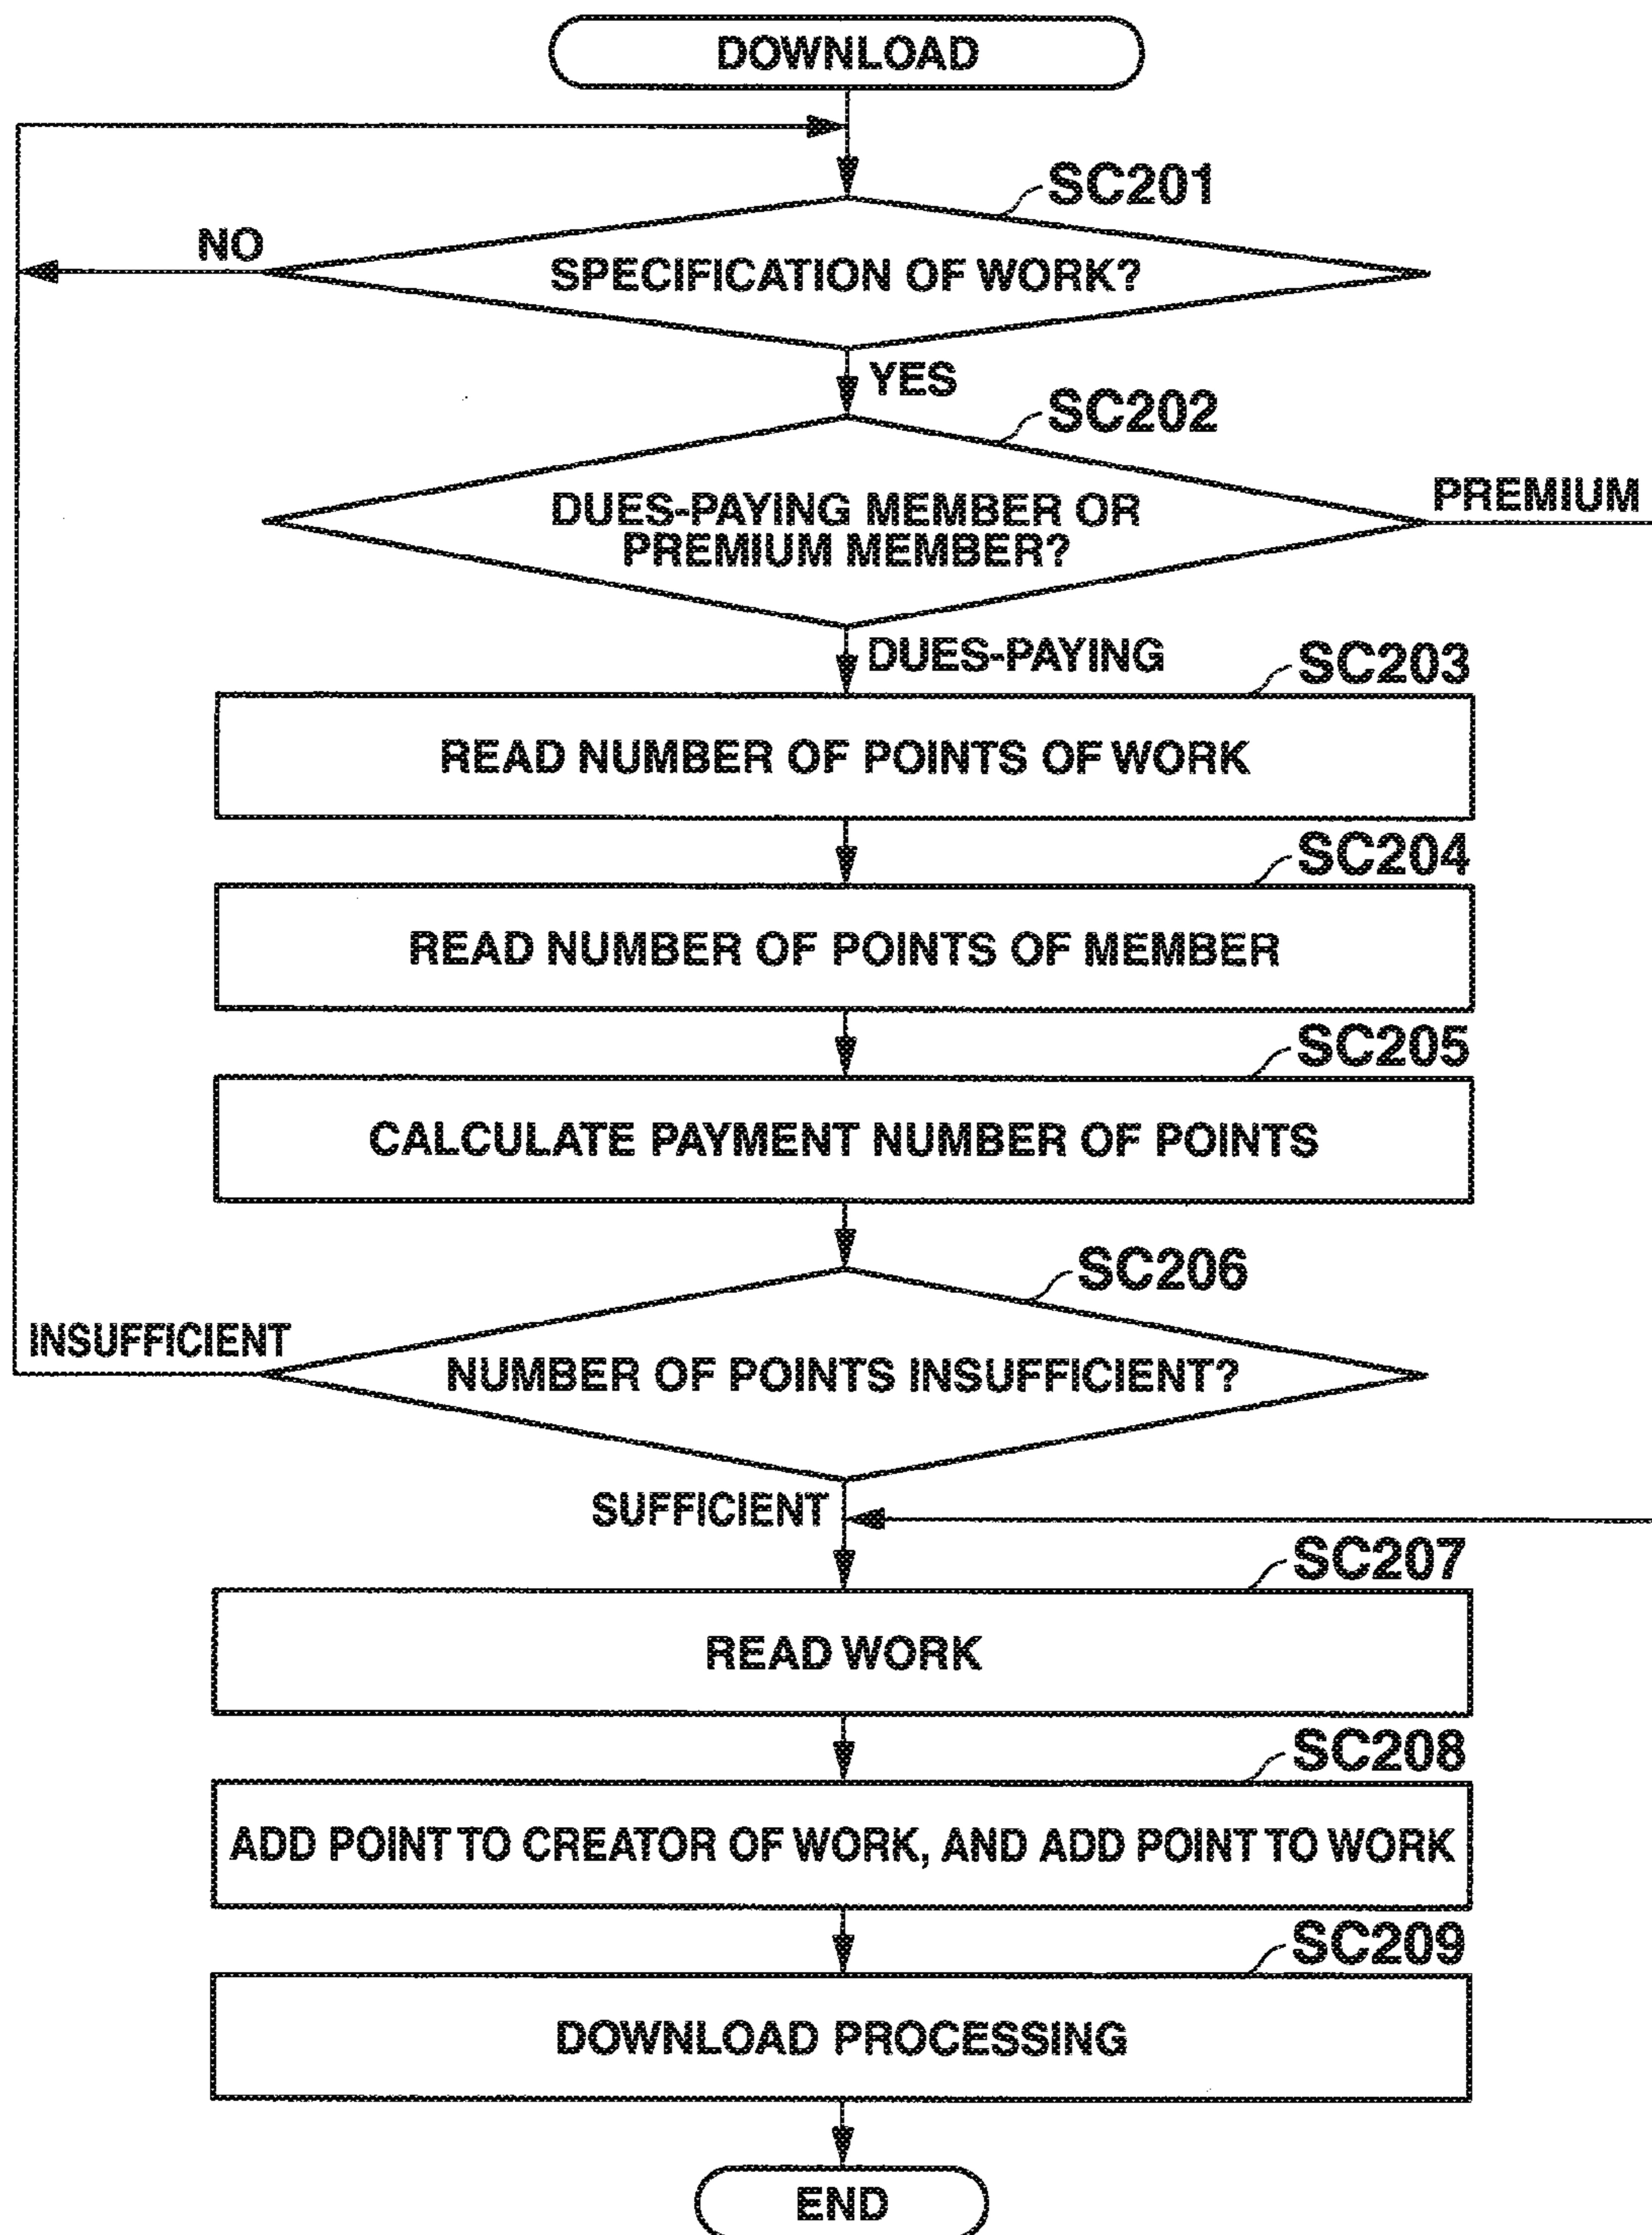 DOWNLOAD
SC201
NO
SPECIFICATION OF WORK?
YES
SC202
PREMIUM
DUES-PAYING MEMBER OR
PREMIUM MEMBER?
DUES-PAYING
SC203
READ NUMBER OF POINTS OF WORK
SC204
READ NUMBER OF POINTS OF MEMBER
SC205
CALCULATE PAYMENT NUMBER OF POINTS
SC206
INSUFFICIENT
NUMBER OF POINTS INSUFFICIENT?
SUFFICIENT
SC207
READ WORK
SC208
ADD POINT TO CREATOR OF WORK, AND ADD POINT TO WORK
SC209
DOWNLOAD PROCESSING
END